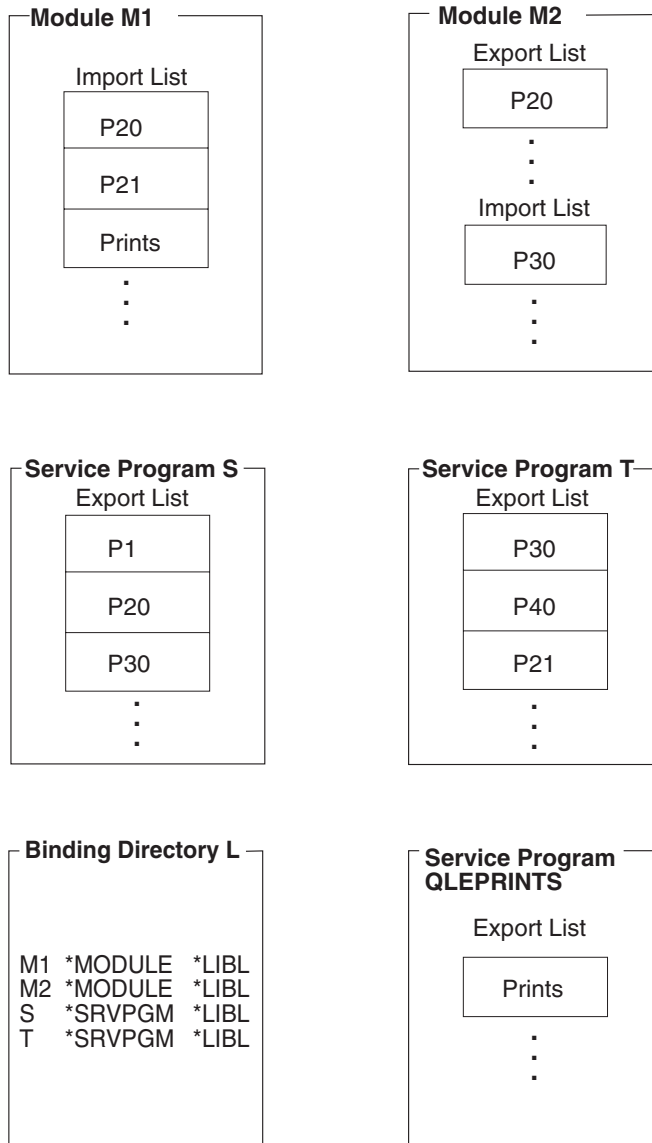 Module M1
Import List
P20
P21
Prints
.
.
.
Module M2
Export List
P20
.
.
.
Import List
P30
.
.
.
Service Program S
Export List
P1
P20
P30
.
.
.
Service Program T
Export List
P30
P40
P21
.
.
.
Binding Directory L
M1 *MODULE *LIBL
M2 *MODULE *LIBL
S *SRVPGM *LIBL
T *SRVPGM *LIBL
Service Program
QLEPRINTS
Export List
Prints
.
.
.